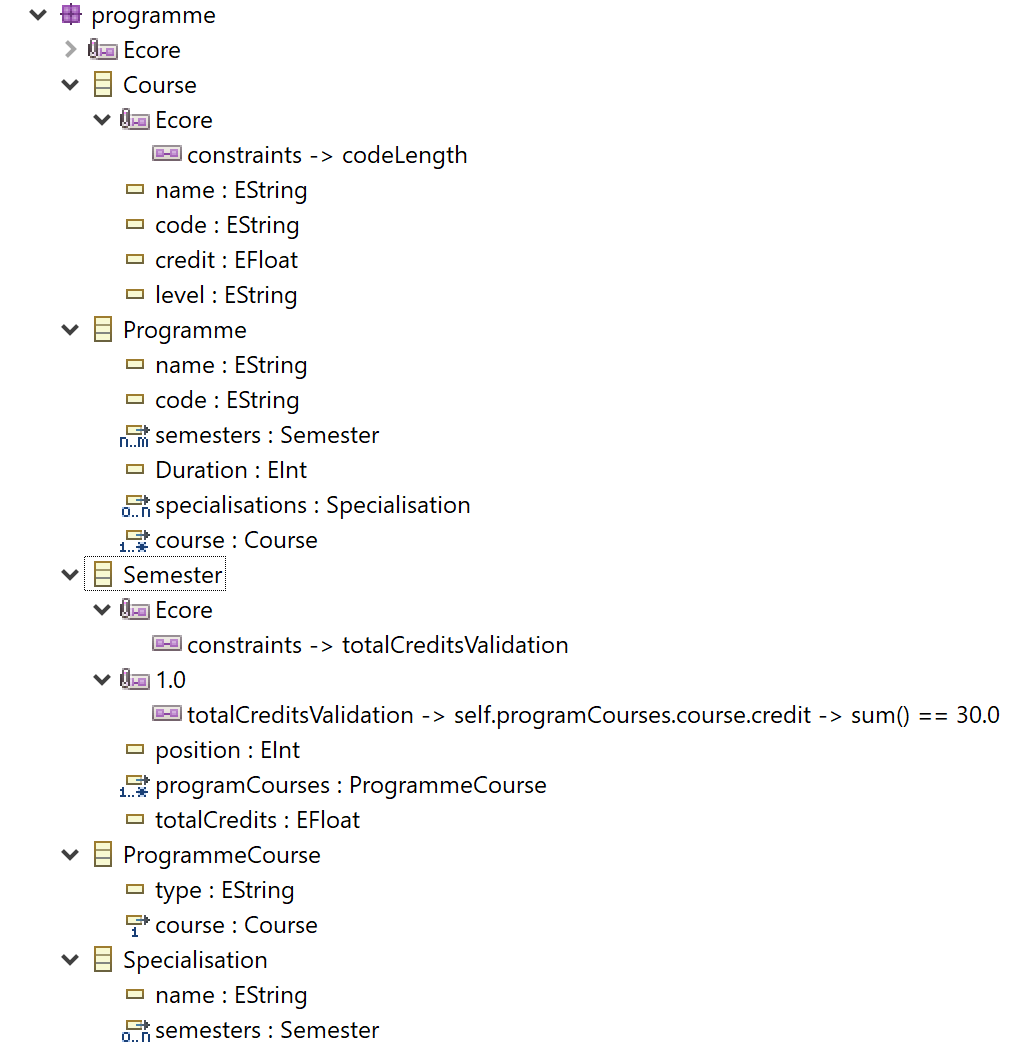 programme
Ecore
Course
Ecore
constraints -> codeLength
name : EString
code : EString
credit : EFloat
level : EString
Programme
name : EString
code : EString
n..m semesters : Semester
Duration : EInt
0..n specialisations : Specialisation
1..* course : Course
Semester
Ecore
constraints -> totalCreditsValidation
1.0
totalCreditsValidation -> self.programCourses.course.credit -> sum() == 30.0
position : EInt
1..* programCourses : ProgrammeCourse
totalCredits : EFloat
ProgrammeCourse
type : EString
1 course : Course
Specialisation
name : EString
0..n semesters : Semester